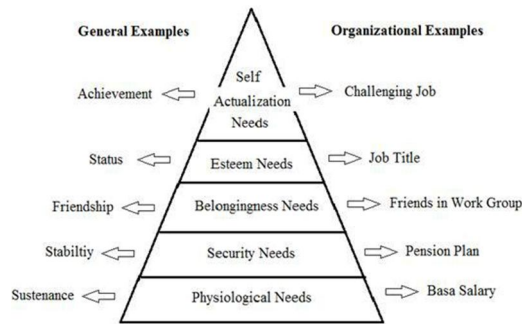 General Examples
Organizational Examples
Self
Actualization
Needs
Achievement
Challenging Job
Status
Esteem Needs
Job Title
Friendship
Belongingness Needs
Friends in Work Group
Stabiltiy
Security Needs
Pension Plan
Sustenance
Physiological Needs
Basa Salary